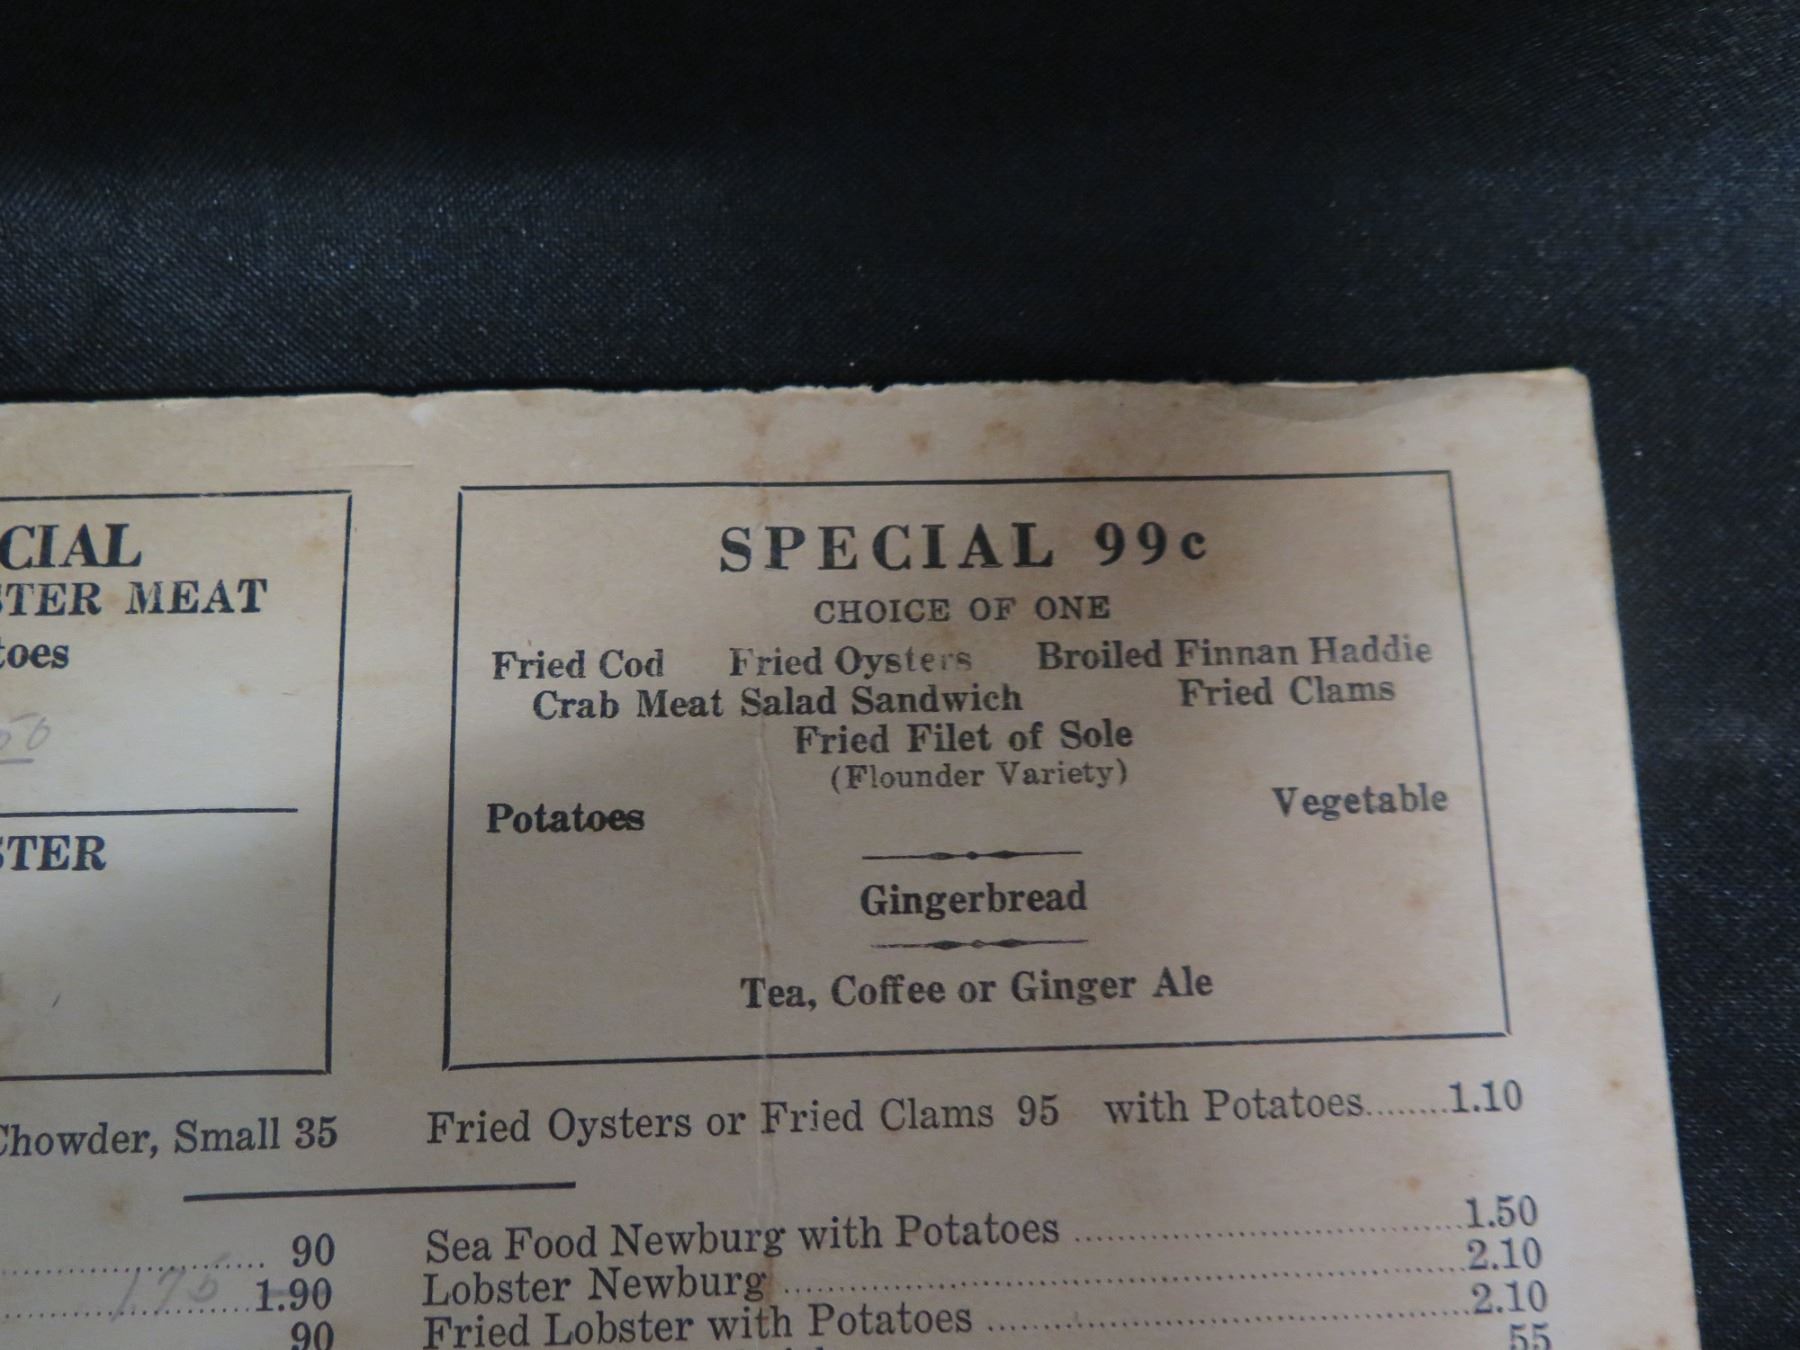 CIAL
STER MEAT
toes
STER
SPECIAL 99c
CHOICE OF ONE
Fried Cod Fried Oysters Broiled Finnan Haddie
Crab Meat Salad Sandwich Fried Clams
Fried Filet of Sole
(Flounder Variety)
Potatoes Vegetable
Gingerbread
Tea, Coffee or Ginger Ale
Chowder, Small 35 Fried Oysters or Fried Clams 95 with Potatoes........1.10
90
175 1.90
90
Sea Food Newburg with Potatoes 1.50
Lobster Newburg 2.10
Fried Lobster with Potatoes 2.10
55